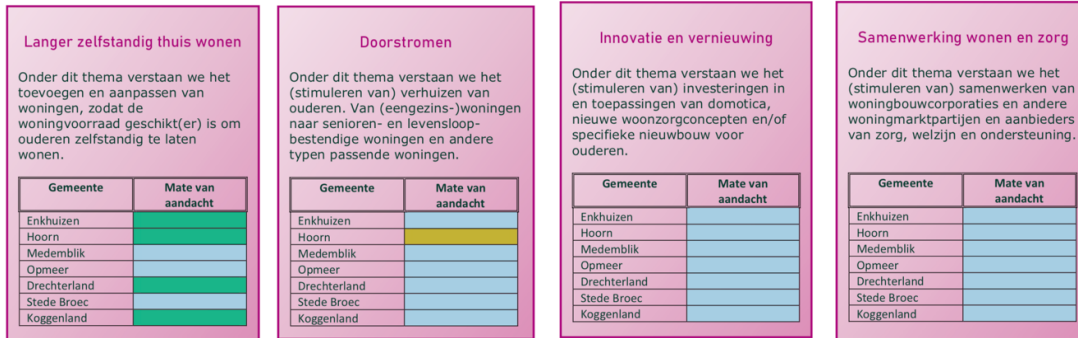 Langer zelfstandig thuis wonen
Onder dit thema verstaan we het
toevoegen en aanpassen van
woningen, zodat de
woningvoorraad geschikt(er) is om
ouderen zelfstandig te laten
wonen.
Gemeente Mate van
aandacht
Enkhuizen
Hoorn
Medemblik
Opmeer
Drechterland
Stede Broec
Koggenland
Doorstromen
Onder dit thema verstaan we het
(stimuleren van) verhuizen van
ouderen. Van (eengezins-)woningen
naar senioren- en levensloop-
bestendige woningen en andere
typen passende woningen.
Gemeente Mate van
aandacht
Enkhuizen
Hoorn
Medemblik
Opmeer
Drechterland
Stede Broec
Koggenland
Innovatie en vernieuwing
Onder dit thema verstaan we het
(stimuleren van) investeringen in
en toepassingen van domotica,
nieuwe woonzorgconcepten en/of
specifieke nieuwbouw voor
ouderen.
Gemeente Mate van
aandacht
Enkhuizen
Hoorn
Medemblik
Opmeer
Drechterland
Stede Broec
Koggenland
Samenwerking wonen en zorg
Onder dit thema verstaan we het
(stimuleren van) samenwerken van
woningbouwcorporaties en andere
woningmarktpartijen en aanbieders
van zorg, welzijn en ondersteuning.
Gemeente Mate van
aandacht
Enkhuizen
Hoorn
Medemblik
Opmeer
Drechterland
Stede Broec
Koggenland